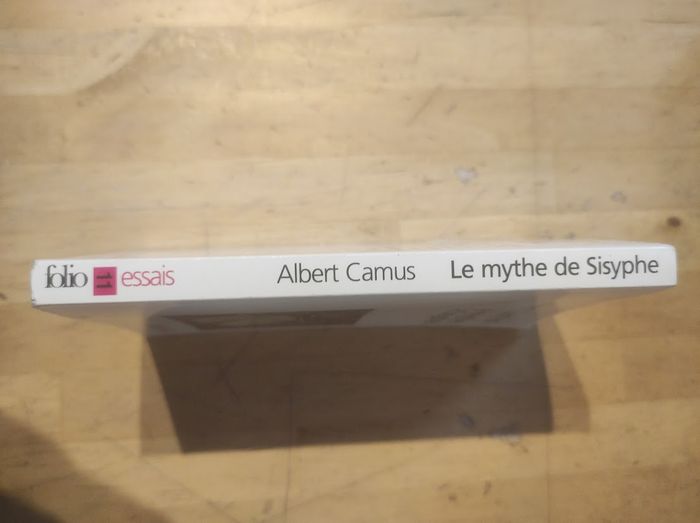 folio essais Albert Camus Le mythe de Sisyphe